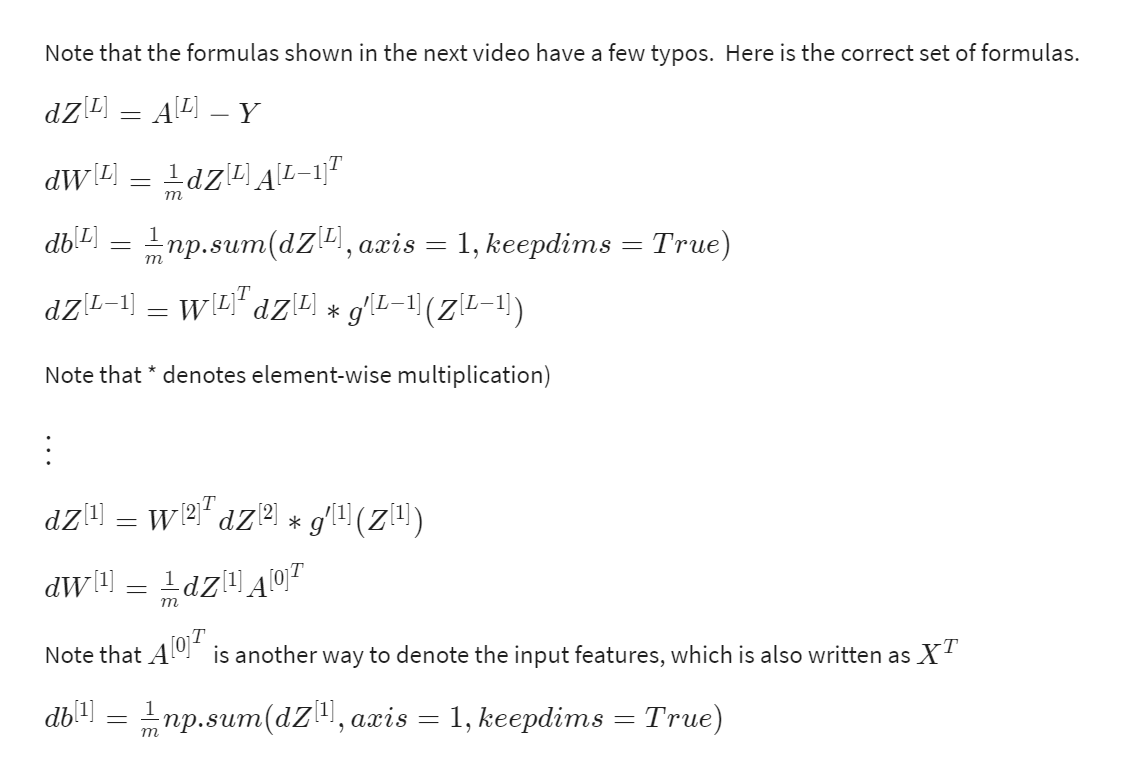 Note that the formulas shown in the next video have a few typos.  Here is the correct set of formulas.
$dZ^{[L]} = A^{[L]} - Y$
$dW^{[L]} = \frac{1}{m} dZ^{[L]} A^{[L-1]^T}$
$db^{[L]} = \frac{1}{m} np.sum(dZ^{[L]}, axis = 1, keepdims = True)$
$dZ^{[L-1]} = W^{[L]^T} dZ^{[L]} * g'^{[L-1]}(Z^{[L-1]})$
Note that * denotes element-wise multiplication)
⋮
$dZ^{[1]} = W^{[2]^T} dZ^{[2]} * g'^{[1]}(Z^{[1]})$
$dW^{[1]} = \frac{1}{m} dZ^{[1]} A^{[0]^T}$
Note that $A^{[0]^T}$ is another way to denote the input features, which is also written as $X^T$
$db^{[1]} = \frac{1}{m} np.sum(dZ^{[1]}, axis = 1, keepdims = True)$